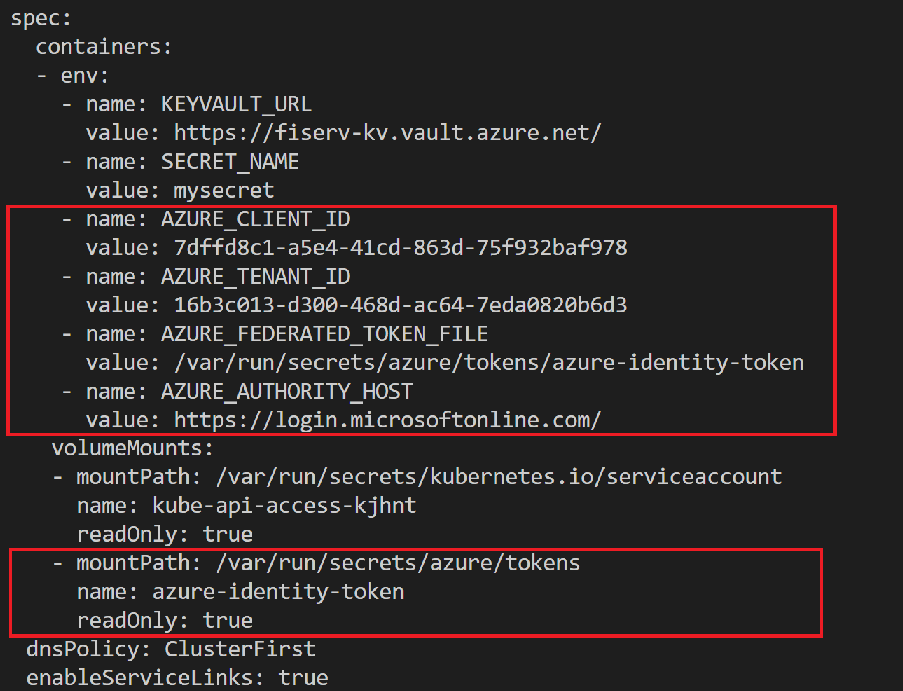 spec:
containers:
- env:
- name: KEYVAULT_URL
value: https://fiserv-kv.vault.azure.net/
- name: SECRET_NAME
value: mysecret
- name: AZURE_CLIENT_ID
value: 7dffd8c1-a5e4-41cd-863d-75f932baf978
- name: AZURE_TENANT_ID
value: 16b3c013-d300-468d-ac64-7eda0820b6d3
- name: AZURE_FEDERATED_TOKEN_FILE
value: /var/run/secrets/azure/tokens/azure-identity-token
- name: AZURE_AUTHORITY_HOST
value: https://login.microsoftonline.com/
volumeMounts:
- mountPath: /var/run/secrets/kubernetes.io/serviceaccount
name: kube-api-access-kjhnt
readOnly: true
- mountPath: /var/run/secrets/azure/tokens
name: azure-identity-token
readOnly: true
dnsPolicy: ClusterFirst
enableServiceLinks: true